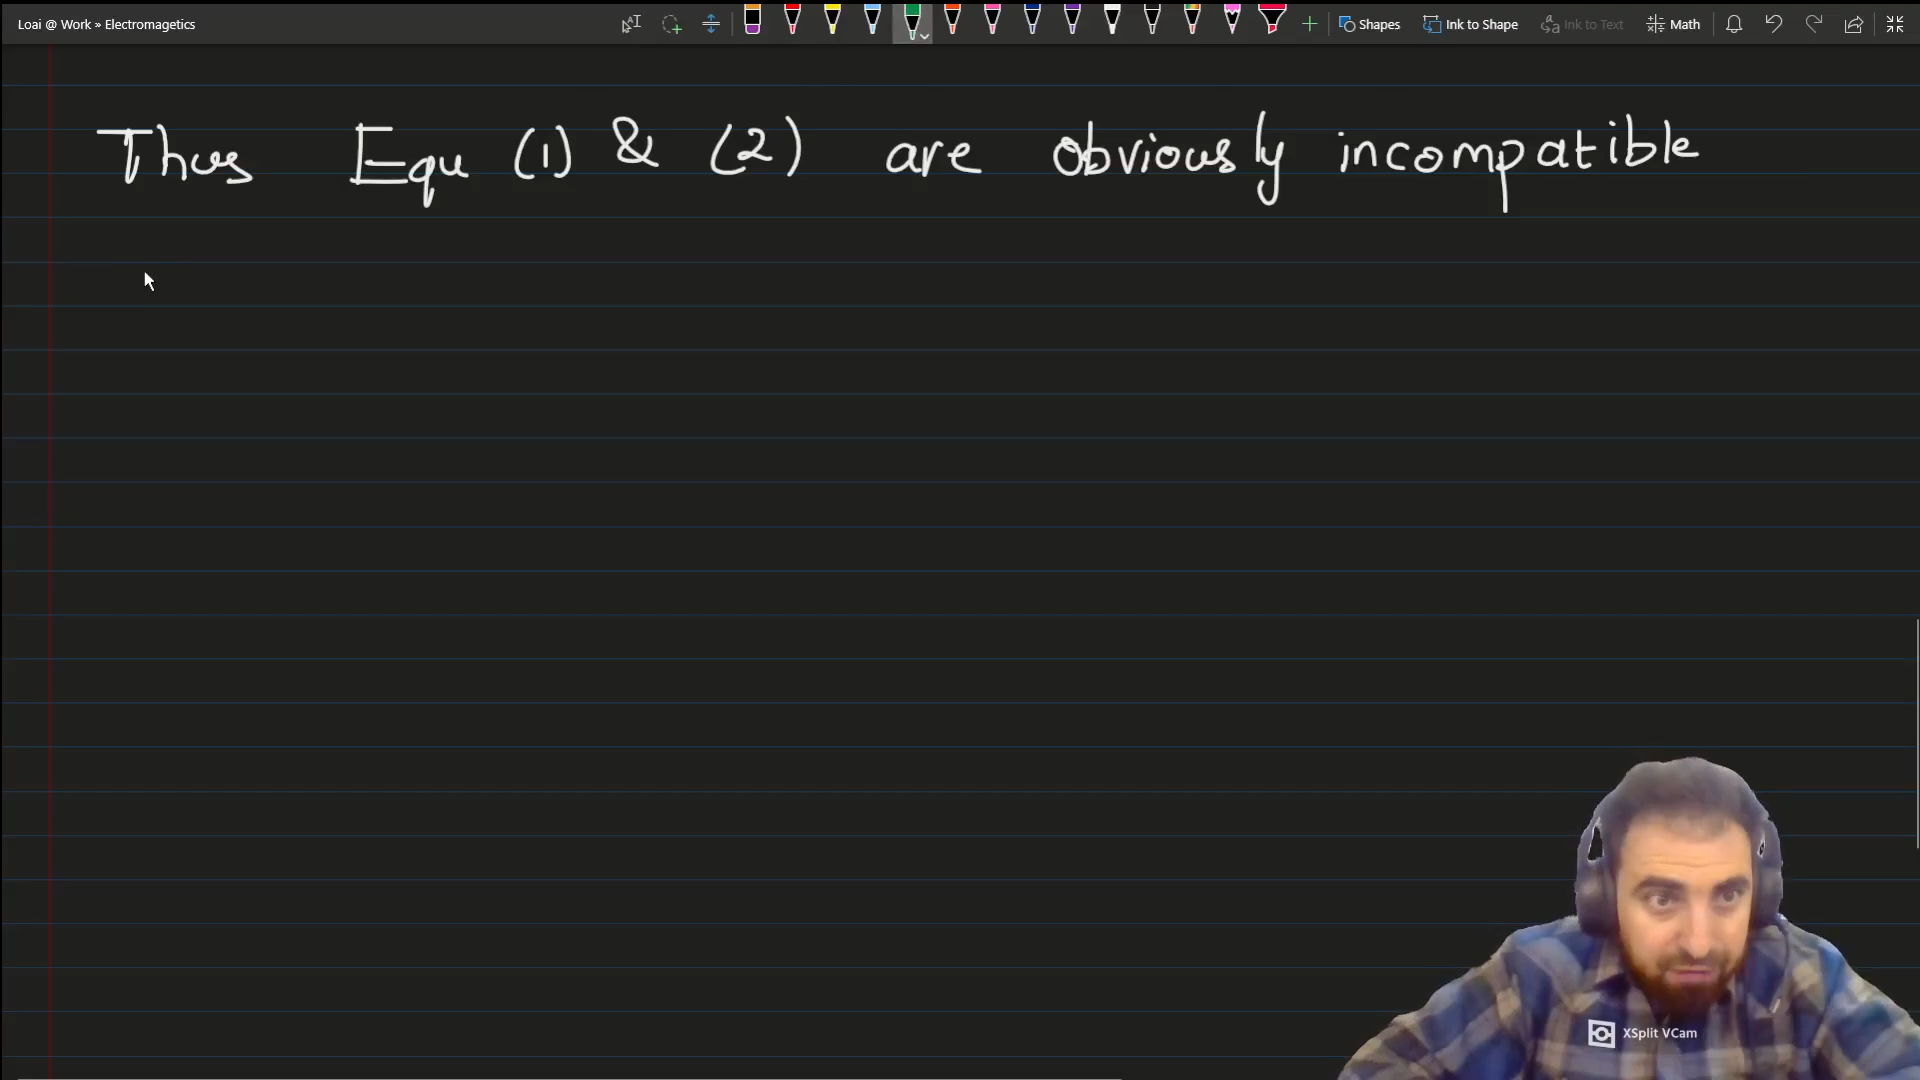 Loai @ Work » Electromagetics
Shapes Ink to Shape Ink to Text Math
Thus Equ (1) & (2) are obviously incompatible
XSplit VCam